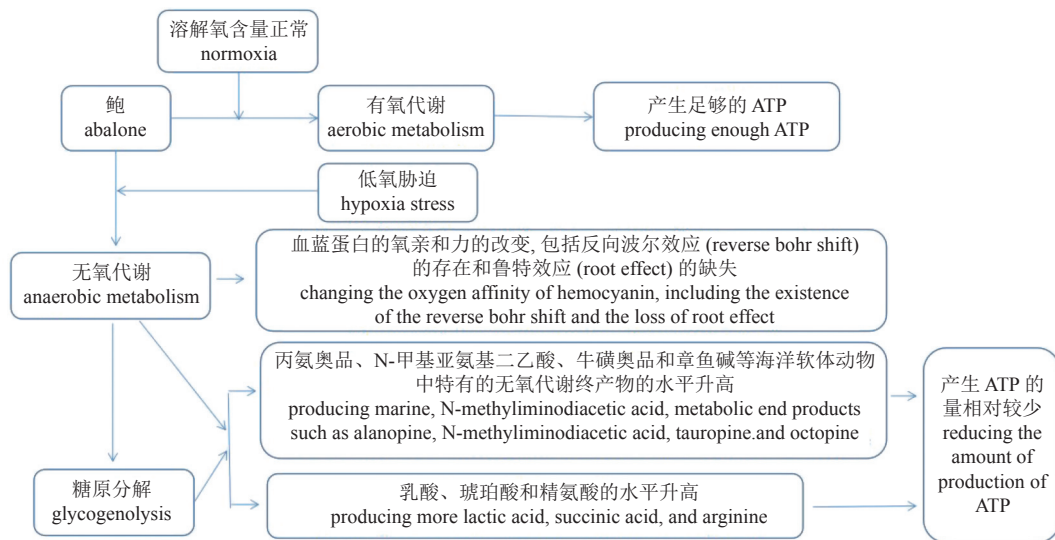 溶解氧含量正常
normoxia
鲍
abalone
有氧代谢
aerobic metabolism
产生足够的 ATP
producing enough ATP
低氧胁迫
hypoxia stress
无氧代谢
anaerobic metabolism
血蓝蛋白的氧亲和力的改变, 包括反向波尔效应 (reverse bohr shift)
的存在和鲁特效应 (root effect) 的缺失
changing the oxygen affinity of hemocyanin, including the existence
of the reverse bohr shift and the loss of root effect
丙氨奥品、N-甲基亚氨基二乙酸、牛磺奥品和章鱼碱等海洋软体动物
中特有的无氧代谢终产物的水平升高
producing marine, N-methyliminodiacetic acid, metabolic end products
such as alanopine, N-methyliminodiacetic acid, tauropine.and octopine
产生 ATP 的
量相对较少
reducing the
amount of
production of
ATP
糖原分解
glycogenolysis
乳酸、琥珀酸和精氨酸的水平升高
producing more lactic acid, succinic acid, and arginine